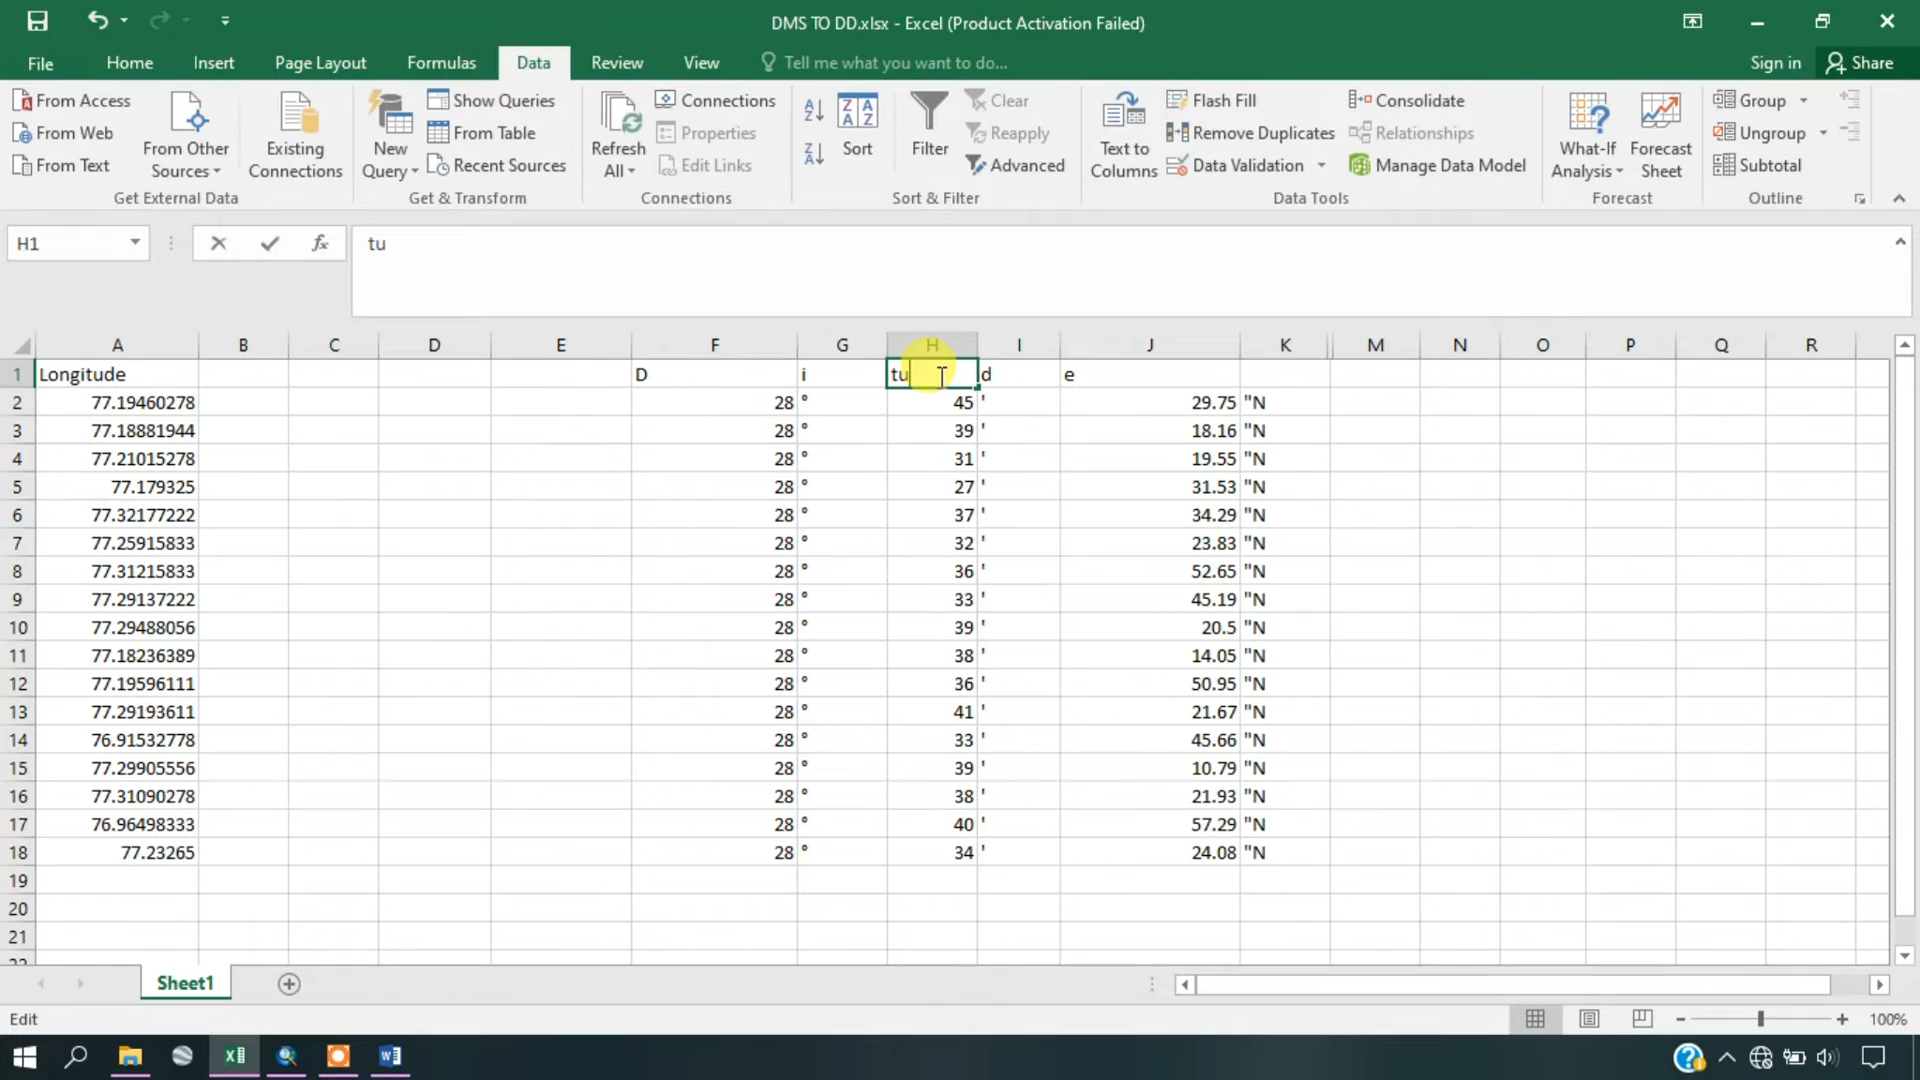 DMS TO DD.xlsx - Excel (Product Activation Failed)
File Home Insert Page Layout Formulas Data Review View Tell me what you want to do... Sign in Share
From Access
From Web
From Text
From Other Sources
Existing Connections
Get External Data
New Query
Show Queries
From Table
Recent Sources
Get & Transform
Refresh All
Connections
Properties
Edit Links
Connections
Sort
Filter
Clear
Reapply
Advanced
Sort & Filter
Text to Columns
Flash Fill
Remove Duplicates
Data Validation
Consolidate
Relationships
Manage Data Model
Data Tools
What-If Analysis
Forecast Sheet
Forecast
Group
Ungroup
Subtotal
Outline
H1 fx tu
A B C D E F G H I J K M N O P Q R
1 Longitude D i tu d e
2 77.19460278 28 ° 45 ' 29.75 "N
3 77.18881944 28 ° 39 ' 18.16 "N
4 77.21015278 28 ° 31 ' 19.55 "N
5 77.179325 28 ° 27 ' 31.53 "N
6 77.32177222 28 ° 37 ' 34.29 "N
7 77.25915833 28 ° 32 ' 23.83 "N
8 77.31215833 28 ° 36 ' 52.65 "N
9 77.29137222 28 ° 33 ' 45.19 "N
10 77.29488056 28 ° 39 ' 20.5 "N
11 77.18236389 28 ° 38 ' 14.05 "N
12 77.19596111 28 ° 36 ' 50.95 "N
13 77.29193611 28 ° 41 ' 21.67 "N
14 76.91532778 28 ° 33 ' 45.66 "N
15 77.29905556 28 ° 39 ' 10.79 "N
16 77.31090278 28 ° 38 ' 21.93 "N
17 76.96498333 28 ° 40 ' 57.29 "N
18 77.23265 28 ° 34 ' 24.08 "N
19
20
21
Sheet1
Edit 100%